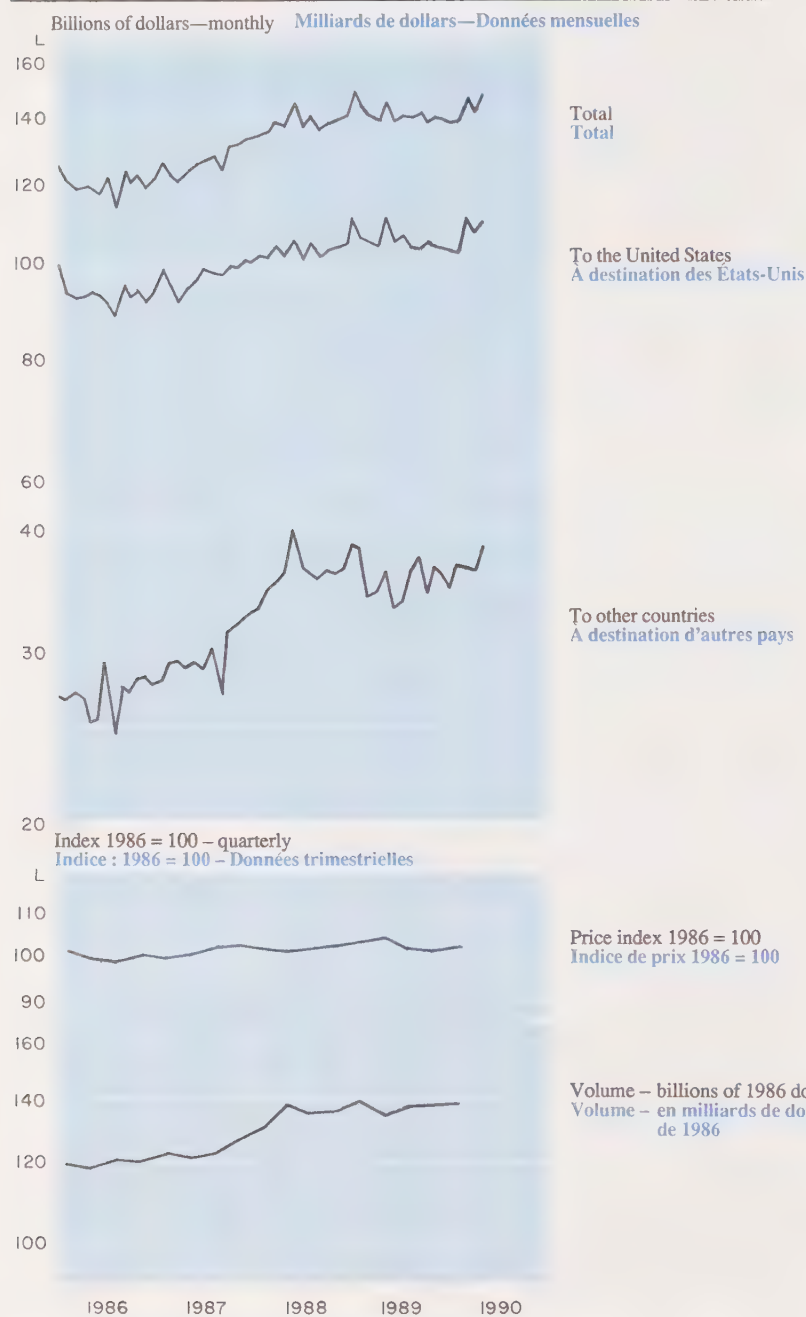 Billions of dollars—monthly Milliards de dollars—Données mensuelles
L
160
140
120
100
80
60
40
30
20
Total
Total
To the United States
À destination des États-Unis
To other countries
A destination d'autres pays
Index 1986 = 100 – quarterly
Indice : 1986 = 100 – Données trimestrielles
L
110
100
90
160
140
120
100
Price index 1986 = 100
Indice de prix 1986 = 100
Volume – billions of 1986 do
Volume – en milliards de do
de 1986
1986 1987 1988 1989 1990